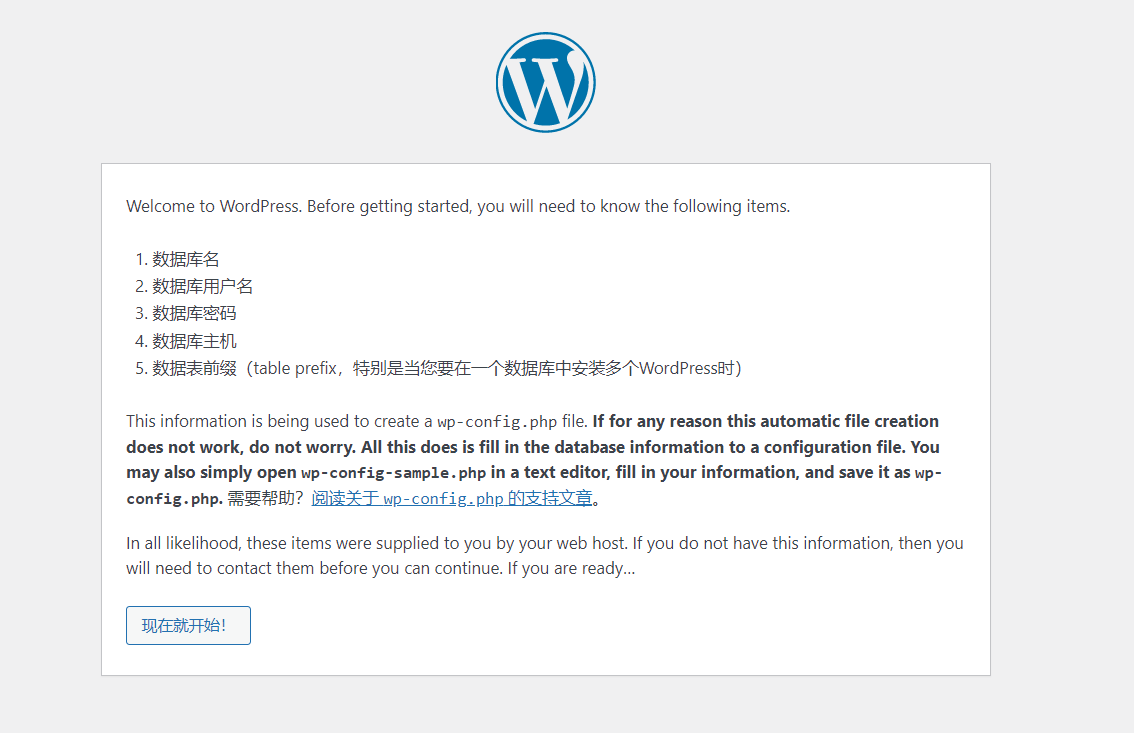 Welcome to WordPress. Before getting started, you will need to know the following items.
1. 数据库名
2. 数据库用户名
3. 数据库密码
4. 数据库主机
5. 数据表前缀（table prefix，特别是当您要在一个数据库中安装多个WordPress时）
This information is being used to create a wp-config.php file. If for any reason this automatic file creation
does not work, do not worry. All this does is fill in the database information to a configuration file. You
may also simply open wp-config-sample.php in a text editor, fill in your information, and save it as wp-
config.php. 需要帮助？阅读关于 wp-config.php 的支持文章。
In all likelihood, these items were supplied to you by your web host. If you do not have this information, then you
will need to contact them before you can continue. If you are ready…
现在就开始！